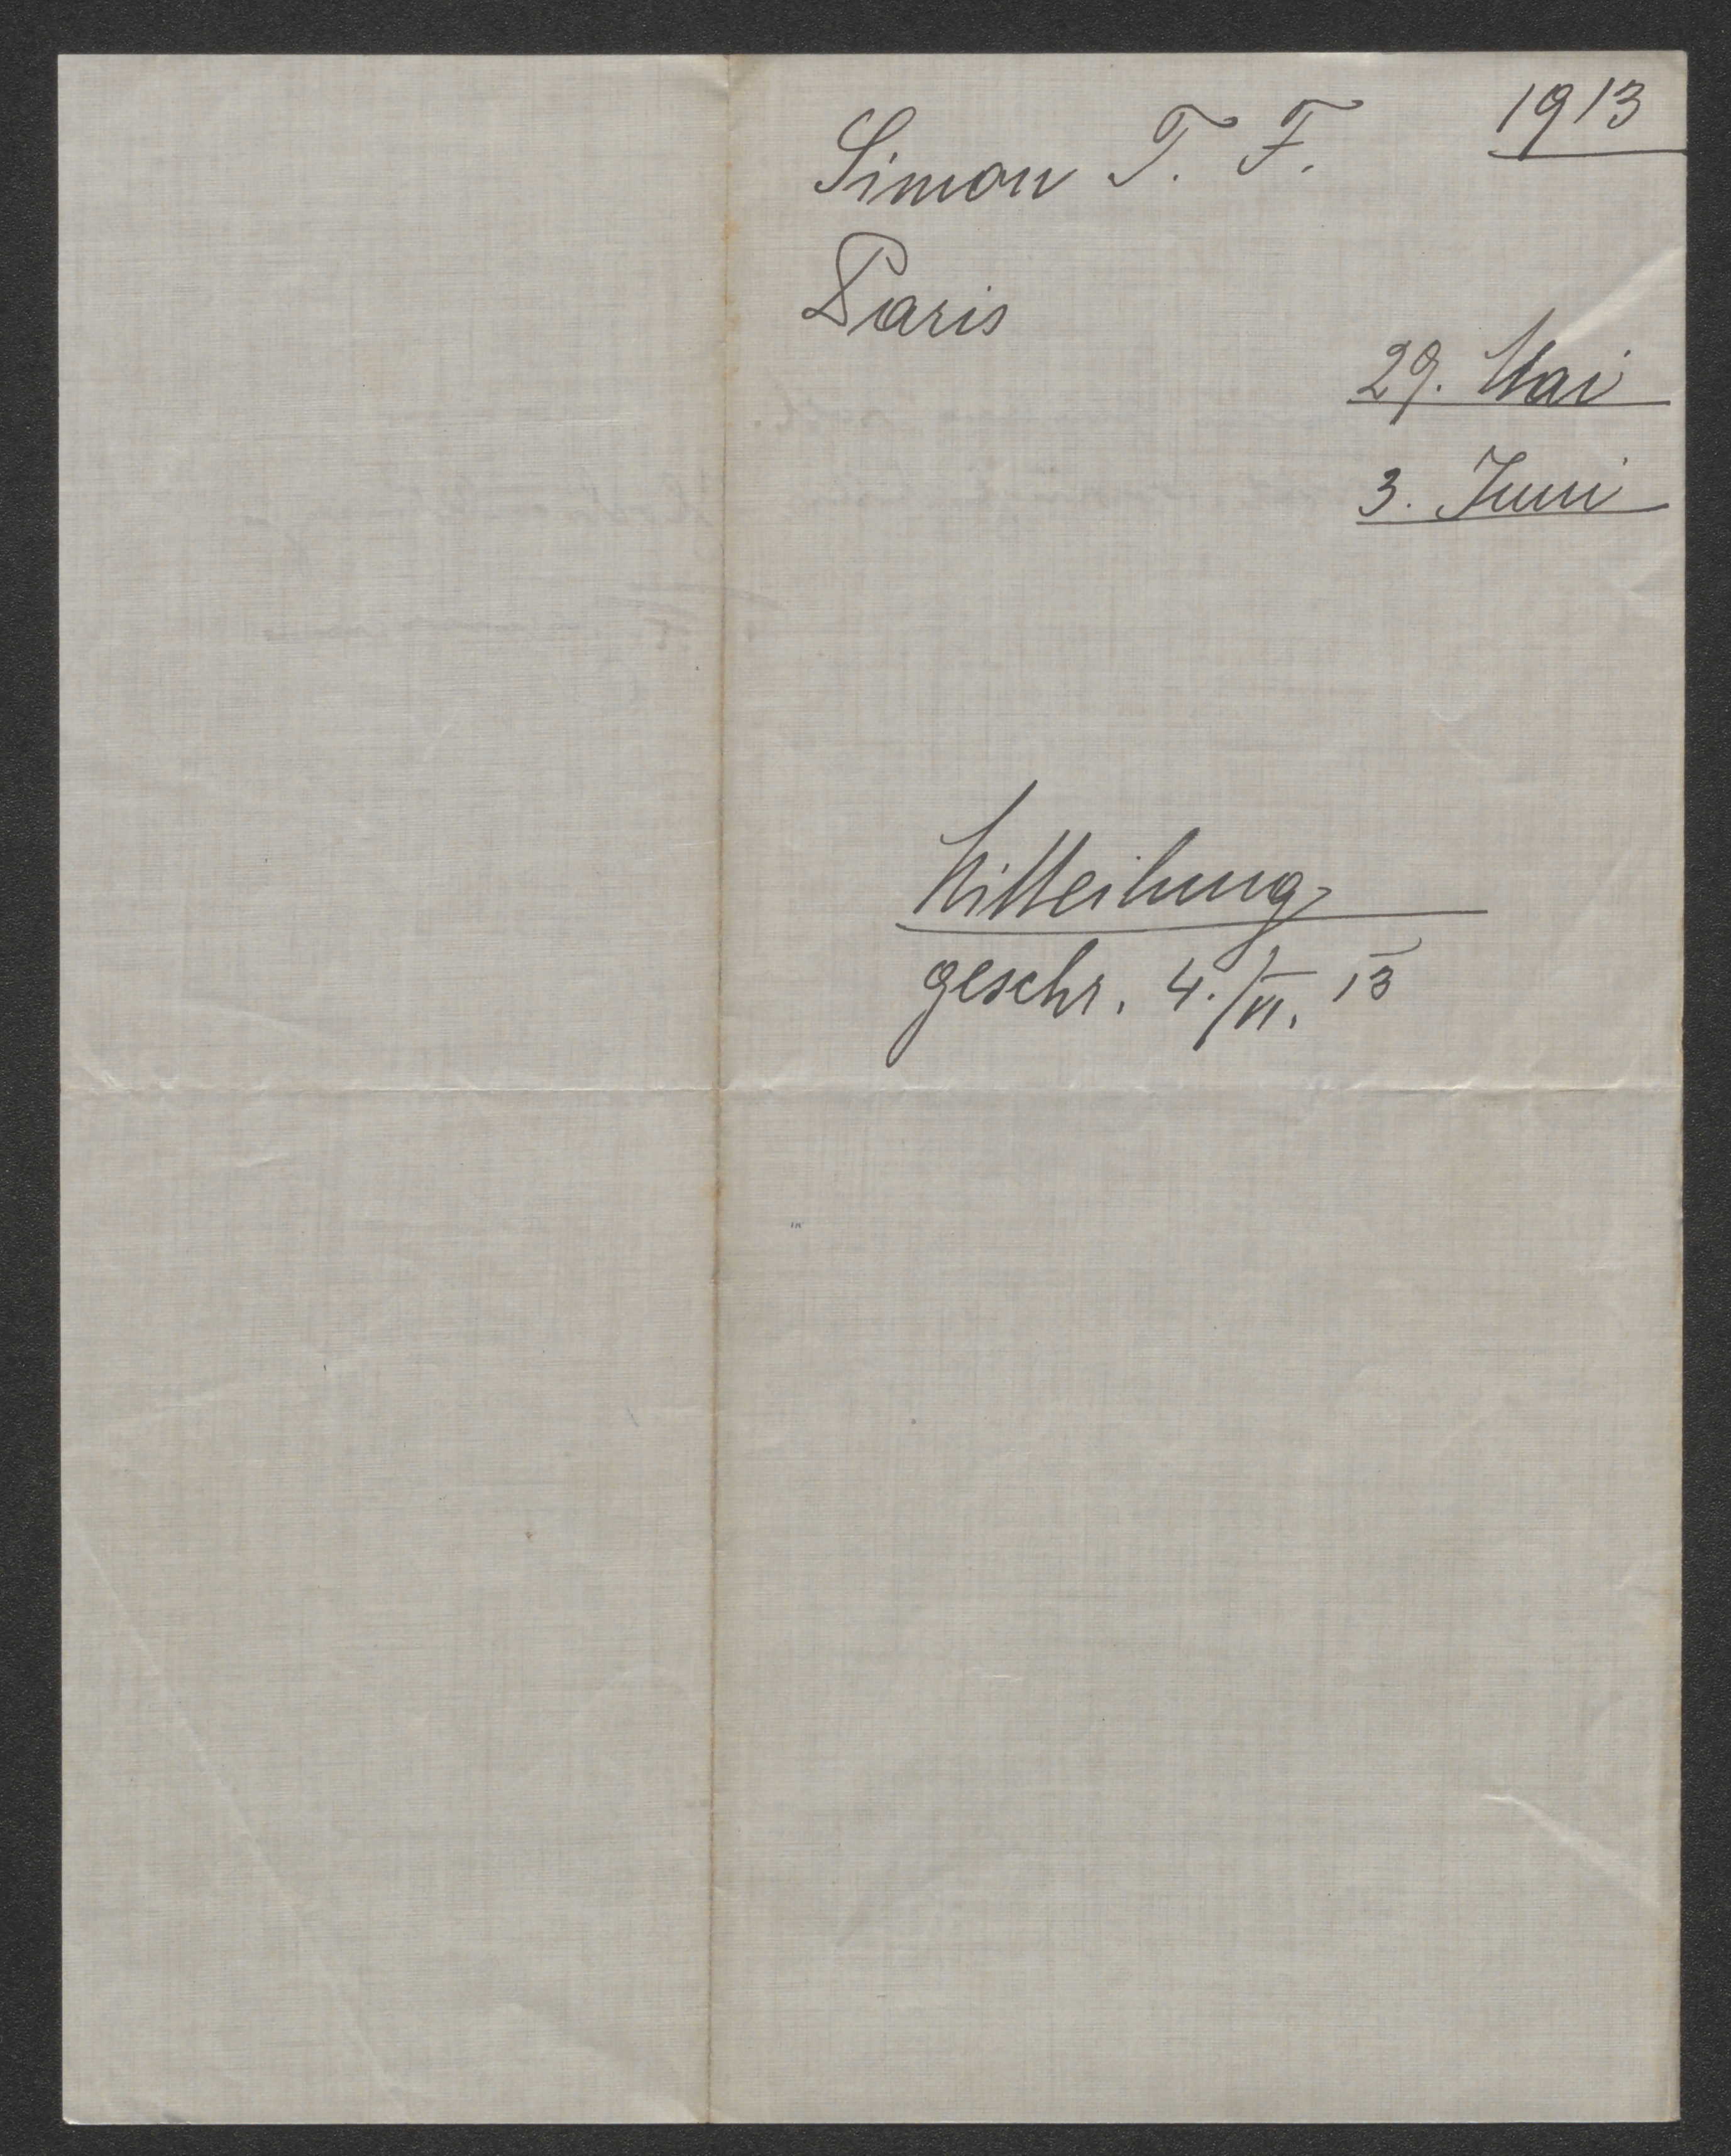 1913
Simon T. F.
Paris
29. Mai
3. Juni
Mitteilung
geschr. 4./VI. 13